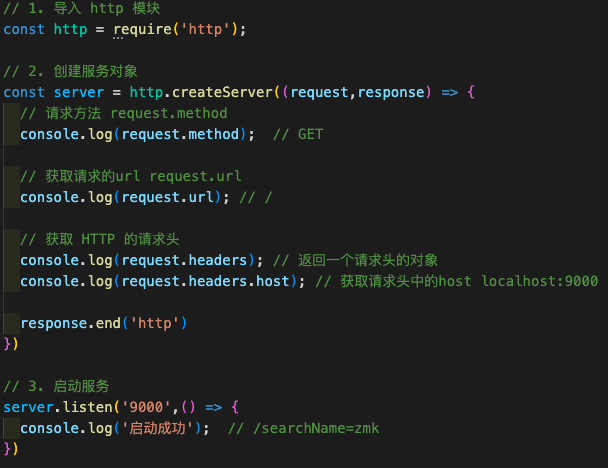 // 1. 导入 http 模块
const http = require('http');
// 2. 创建服务对象
const server = http.createServer((request,response) => {
// 请求方法 request.method
console.log(request.method);  // GET
// 获取请求的url request.url
console.log(request.url); // /
// 获取 HTTP 的请求头
console.log(request.headers); // 返回一个请求头的对象
console.log(request.headers.host); // 获取请求头中的host localhost:9000
response.end('http')
})
// 3. 启动服务
server.listen('9000',() => {
console.log('启动成功');  // /searchName=zmk
})